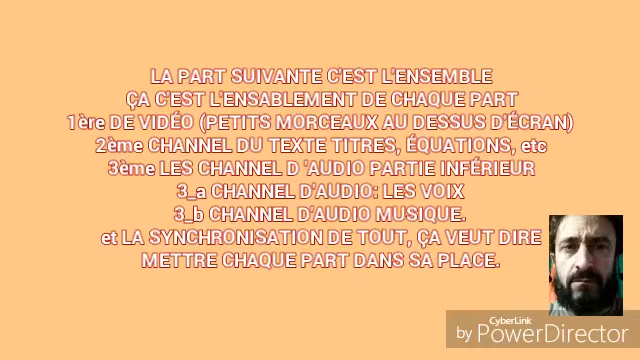 LA PART SUIVANTE C'EST L'ENSEMBLE
ÇA C'EST L'ENSABLEMENT DE CHAQUE PART
1ère DE VIDÉO (PETITS MORCEAUX AU DESSUS D'ÉCRAN)
2ème CHANNEL DU TEXTE TITRES, ÉQUATIONS, etc
3ème LES CHANNEL D 'AUDIO PARTIE INFÉRIEUR
3_a CHANNEL D'AUDIO: LES VOIX
3_b CHANNEL D'AUDIO MUSIQUE.
et LA SYNCHRONISATION DE TOUT, ÇA VEUT DIRE
METTRE CHAQUE PART DANS SA PLACE.
CyberLink
by PowerDirector